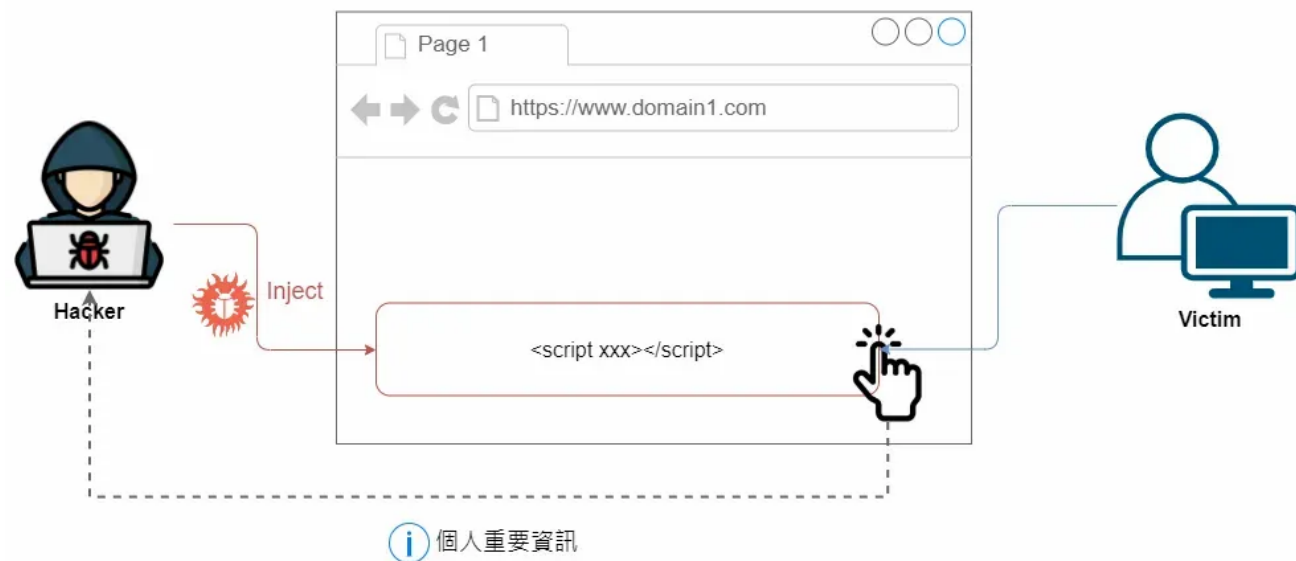 Page 1
https://www.domain1.com
Hacker
Inject
<script xxx></script>
Victim
i
個人重要資訊